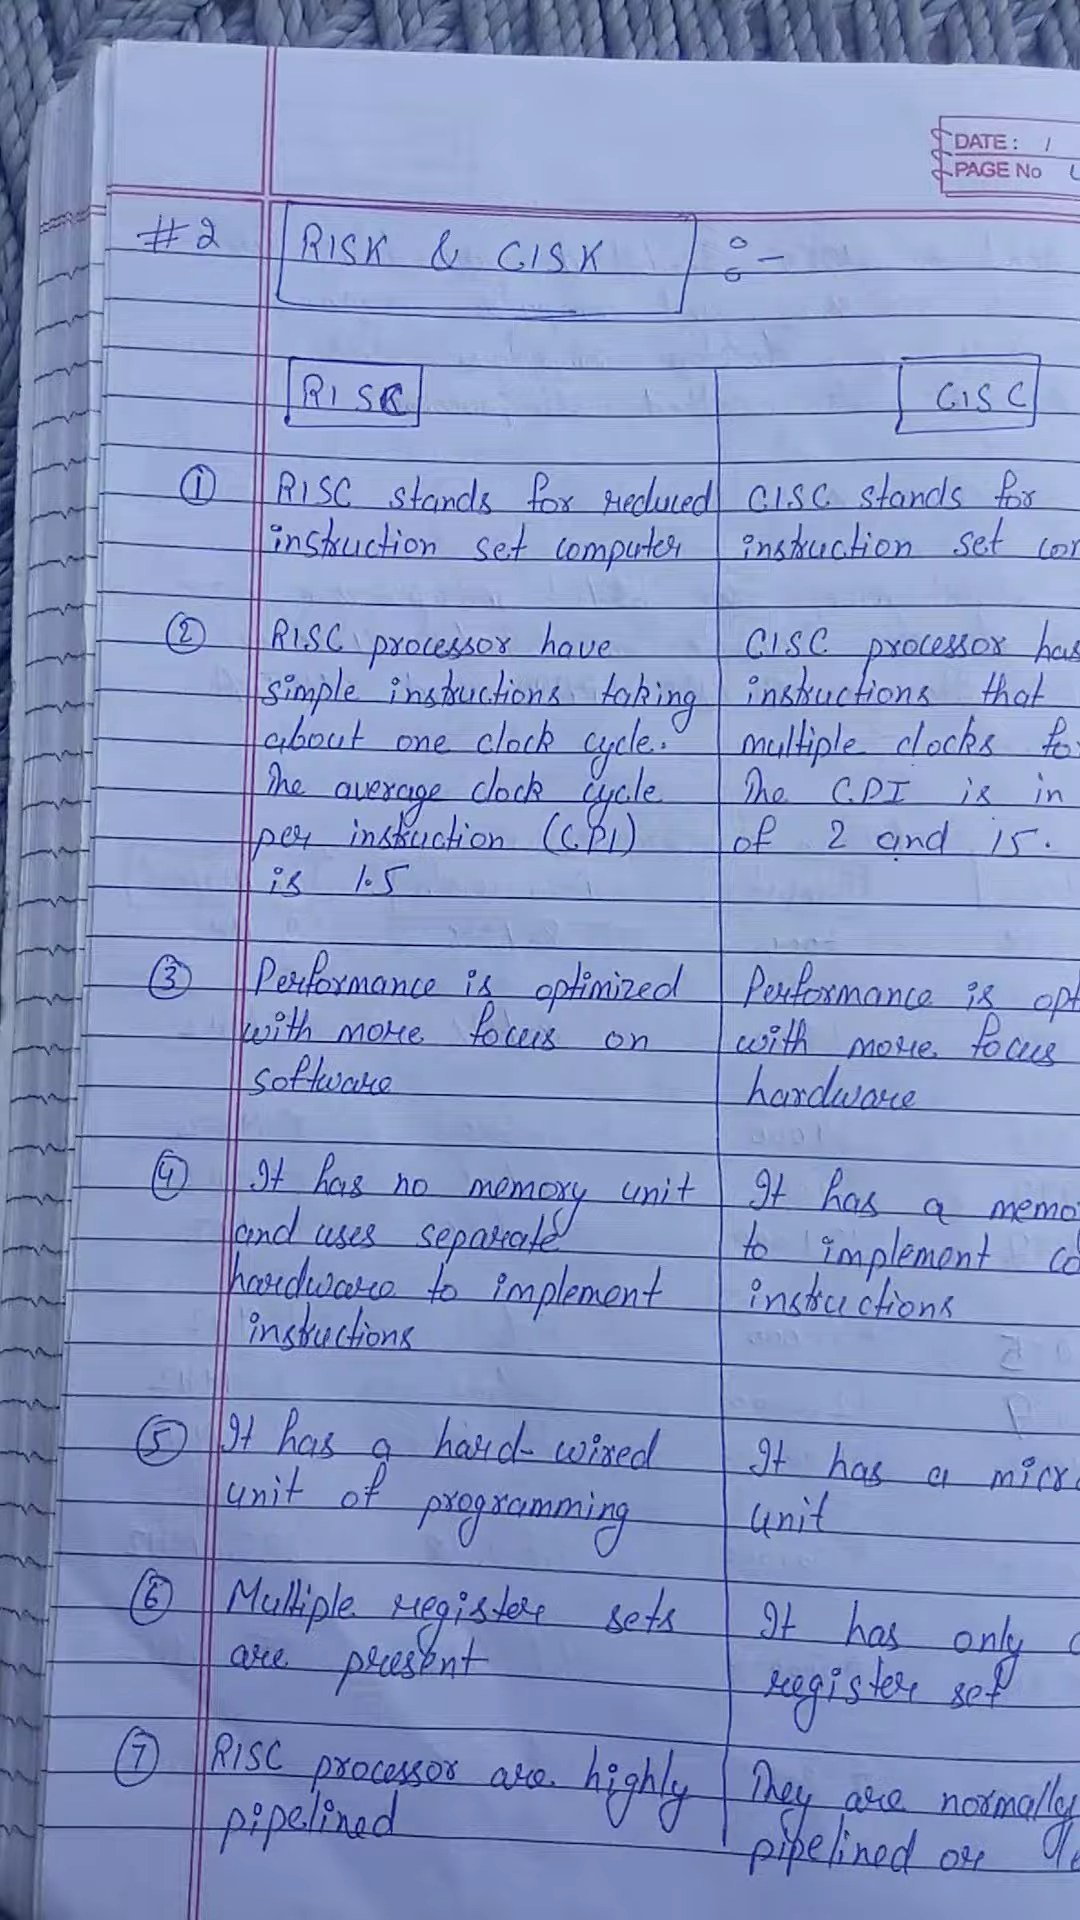 DATE: /
PAGE No
#2 RISK & CISK :-
RISC
CISC
① RISC stands for reduced
instruction set computer
CISC stands for
instruction set
② RISC processor have
simple instructions taking
about one clock cycle.
The average clock cycle
per instruction (CPI)
is 1.5
CISC processor has
instructions that
multiple clocks
The CPI is in
of 2 and 15.
③ Performance is optimized
with more focus on
software
Performance is
with more focus
hardware
④ It has no memory unit
and uses separate
hardware to implement
instructions
It has a
to implement
instructions
⑤ It has a hard-wired
unit of programming
It has a
unit
⑥ Multiple register sets
are present
It has only
register set
⑦ RISC processor are highly
pipelined
They are normally
pipelined or